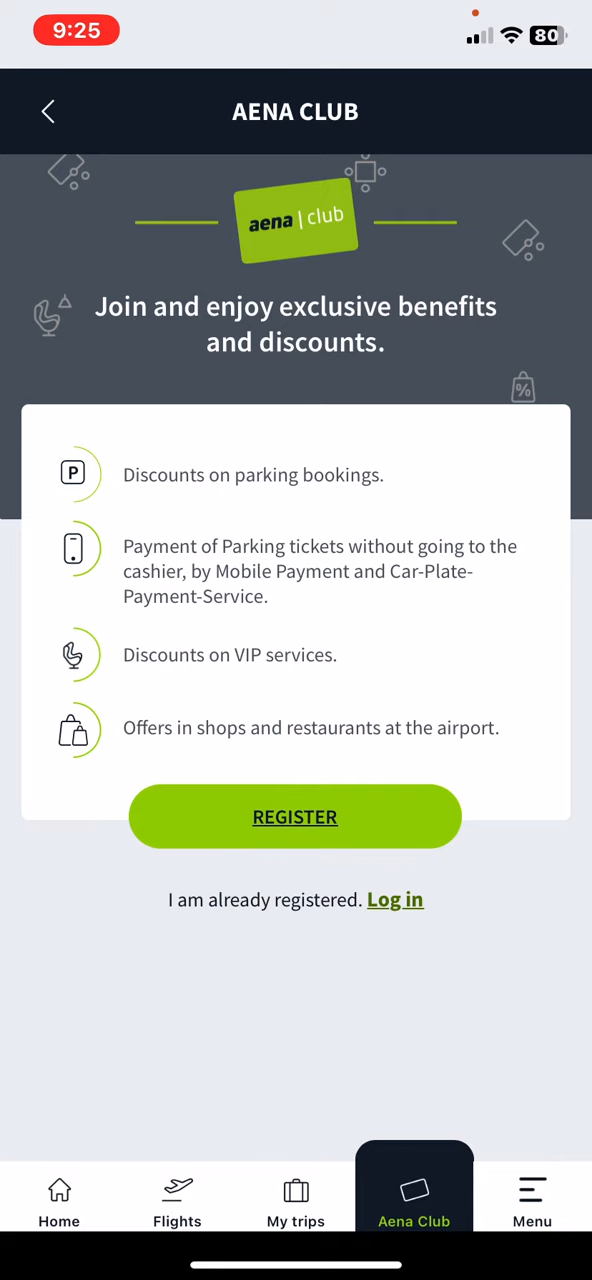 9:25
80
AENA CLUB
aena | club
Join and enjoy exclusive benefits
and discounts.
P
Discounts on parking bookings.
Payment of Parking tickets without going to the
cashier, by Mobile Payment and Car-Plate-
Payment-Service.
Discounts on VIP services.
Offers in shops and restaurants at the airport.
%
REGISTER
I am already registered. Log in
Home
Flights
My trips
Aena Club
Menu